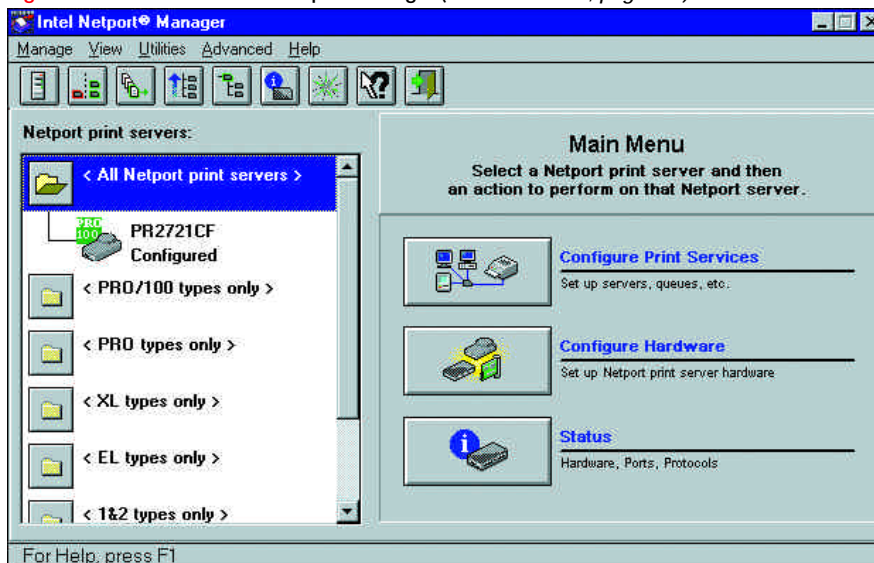 Intel Netport® Manager
Manage View Utilities Advanced Help
Netport print servers:
< All Netport print servers >
PRO
100
PR2721CF
Configured
< PRO/100 types only >
< PRO types only >
< XL types only >
< EL types only >
< 1&2 types only >
Main Menu
Select a Netport print server and then
an action to perform on that Netport server.
Configure Print Services
Set up servers, queues, etc.
Configure Hardware
Set up Netport print server hardware
Status
Hardware, Ports, Protocols
For Help, press F1